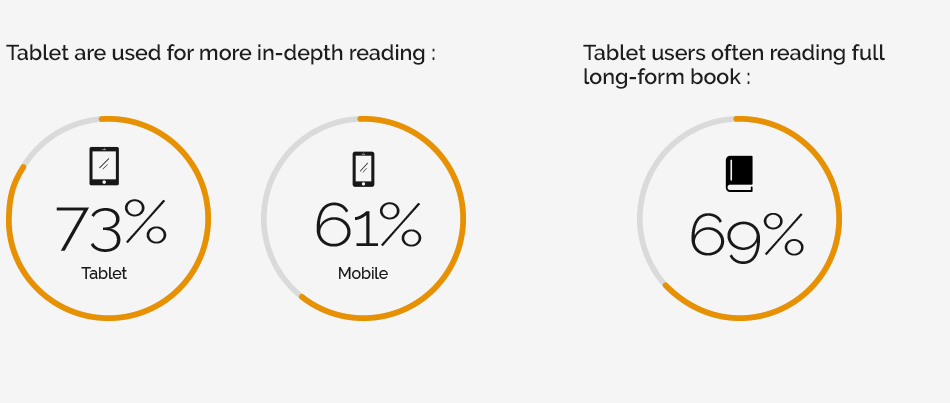 Tablet are used for more in-depth reading :
73%
Tablet
61%
Mobile
Tablet users often reading full
long-form book :
69%